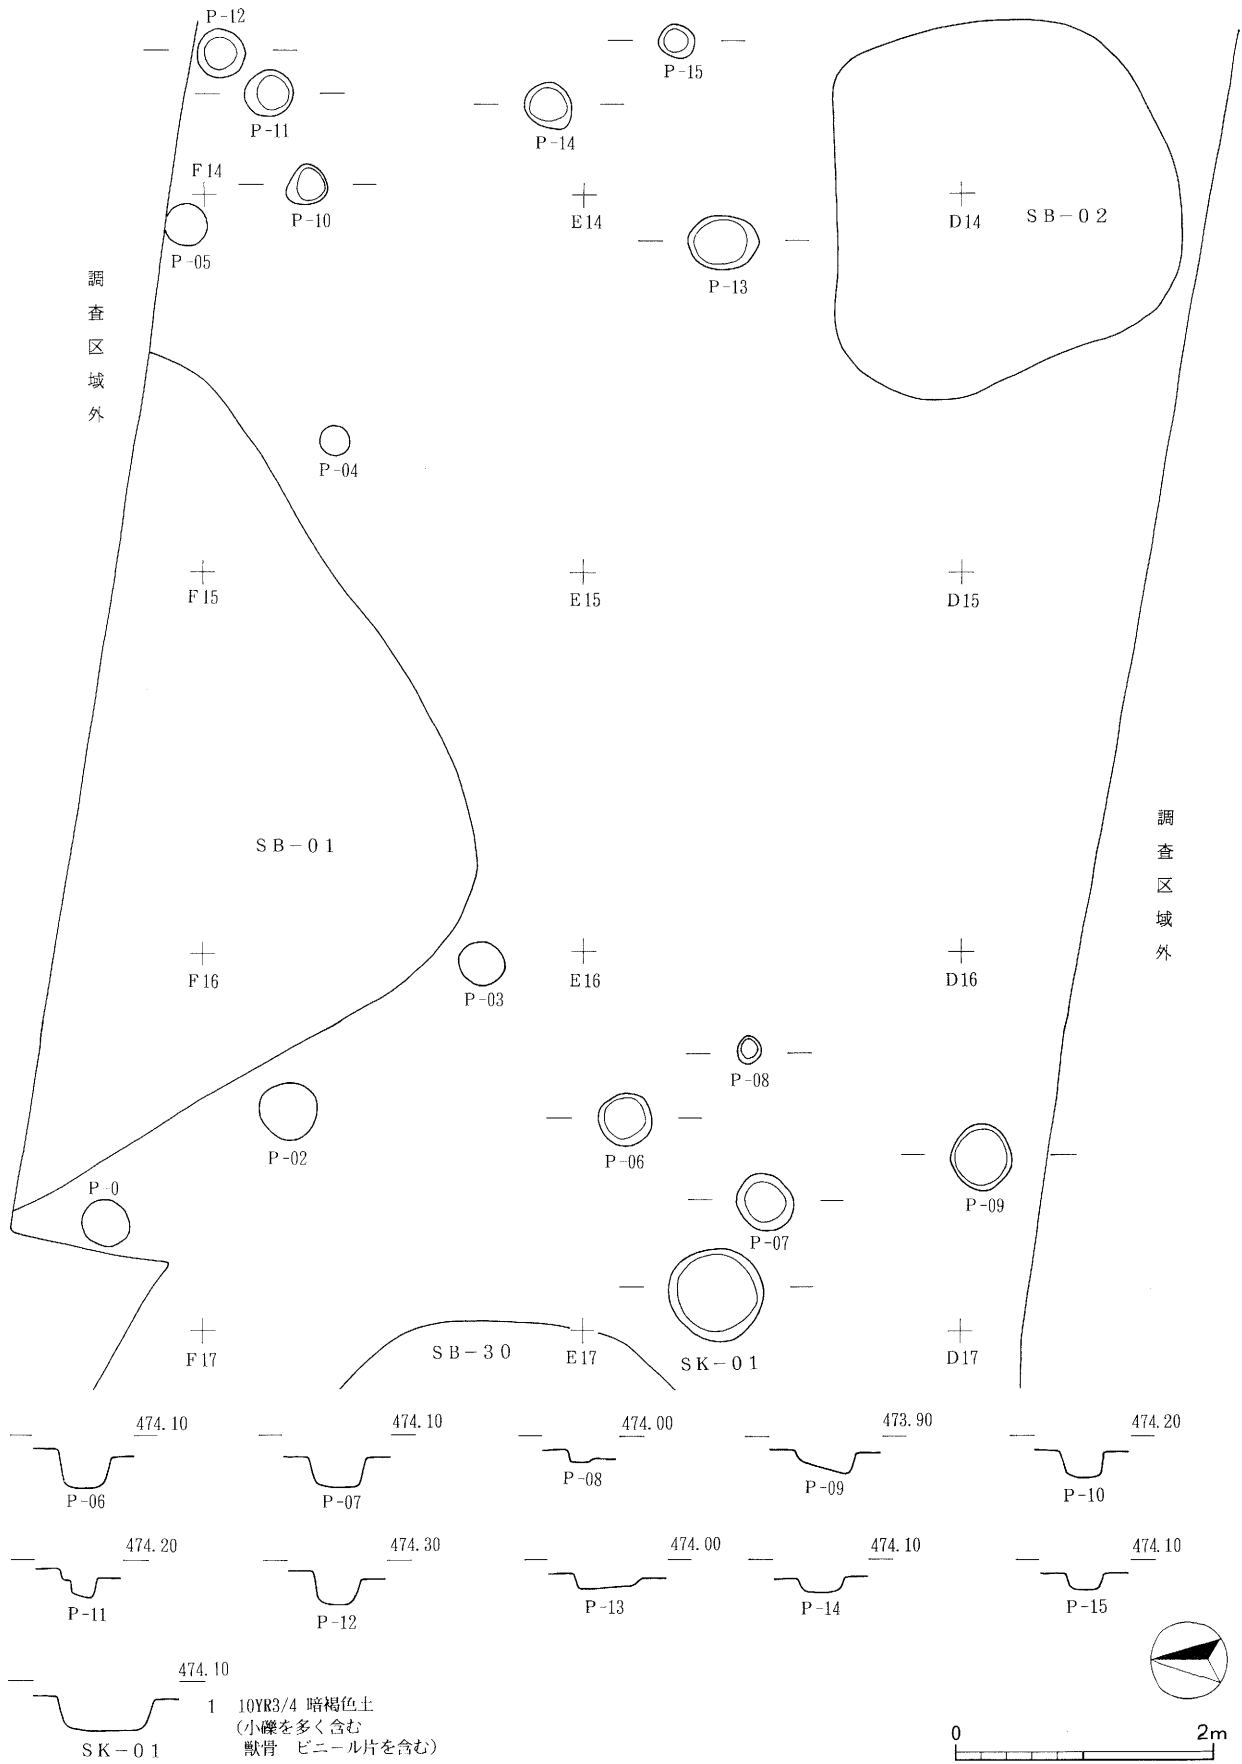 P-12
P-15
P-11
P-14
F14
P-10
E14
D14
SB-02
P-05
P-13
調査区域外
P-04
F15
E15
D15
SB-01
調査区域外
F16
P-03
E16
D16
P-08
P-02
P-06
P-0
P-09
P-07
F17
SB-30
E17
SK-01
D17
474.10
474.10
474.00
473.90
474.20
P-06
P-07
P-08
P-09
P-10
474.20
474.30
474.00
474.10
474.10
P-11
P-12
P-13
P-14
P-15
474.10
1 10YR3/4 暗褐色土
(小礫を多く含む
獣骨 ビニール片を含む)
SK-01
0 2m